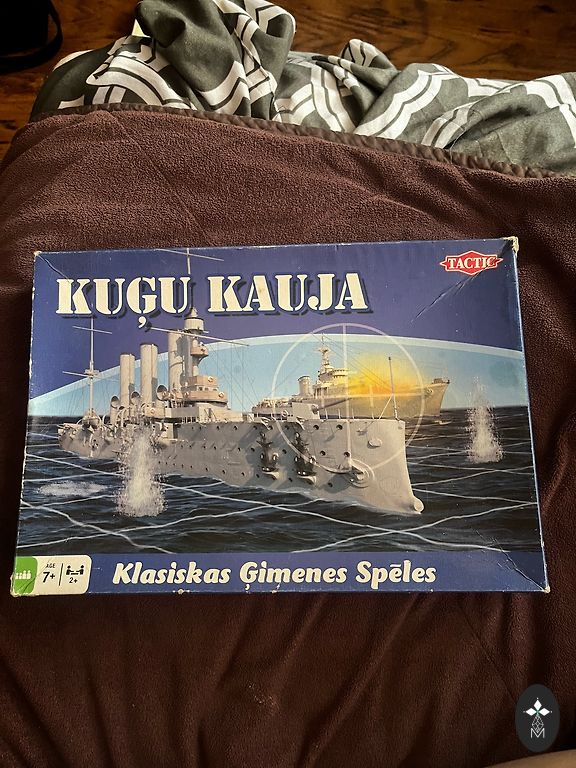 TACTIC
KUĢU KAUJA
AGE
7+
2+
Klasiskas Ģimenes Spēles
M